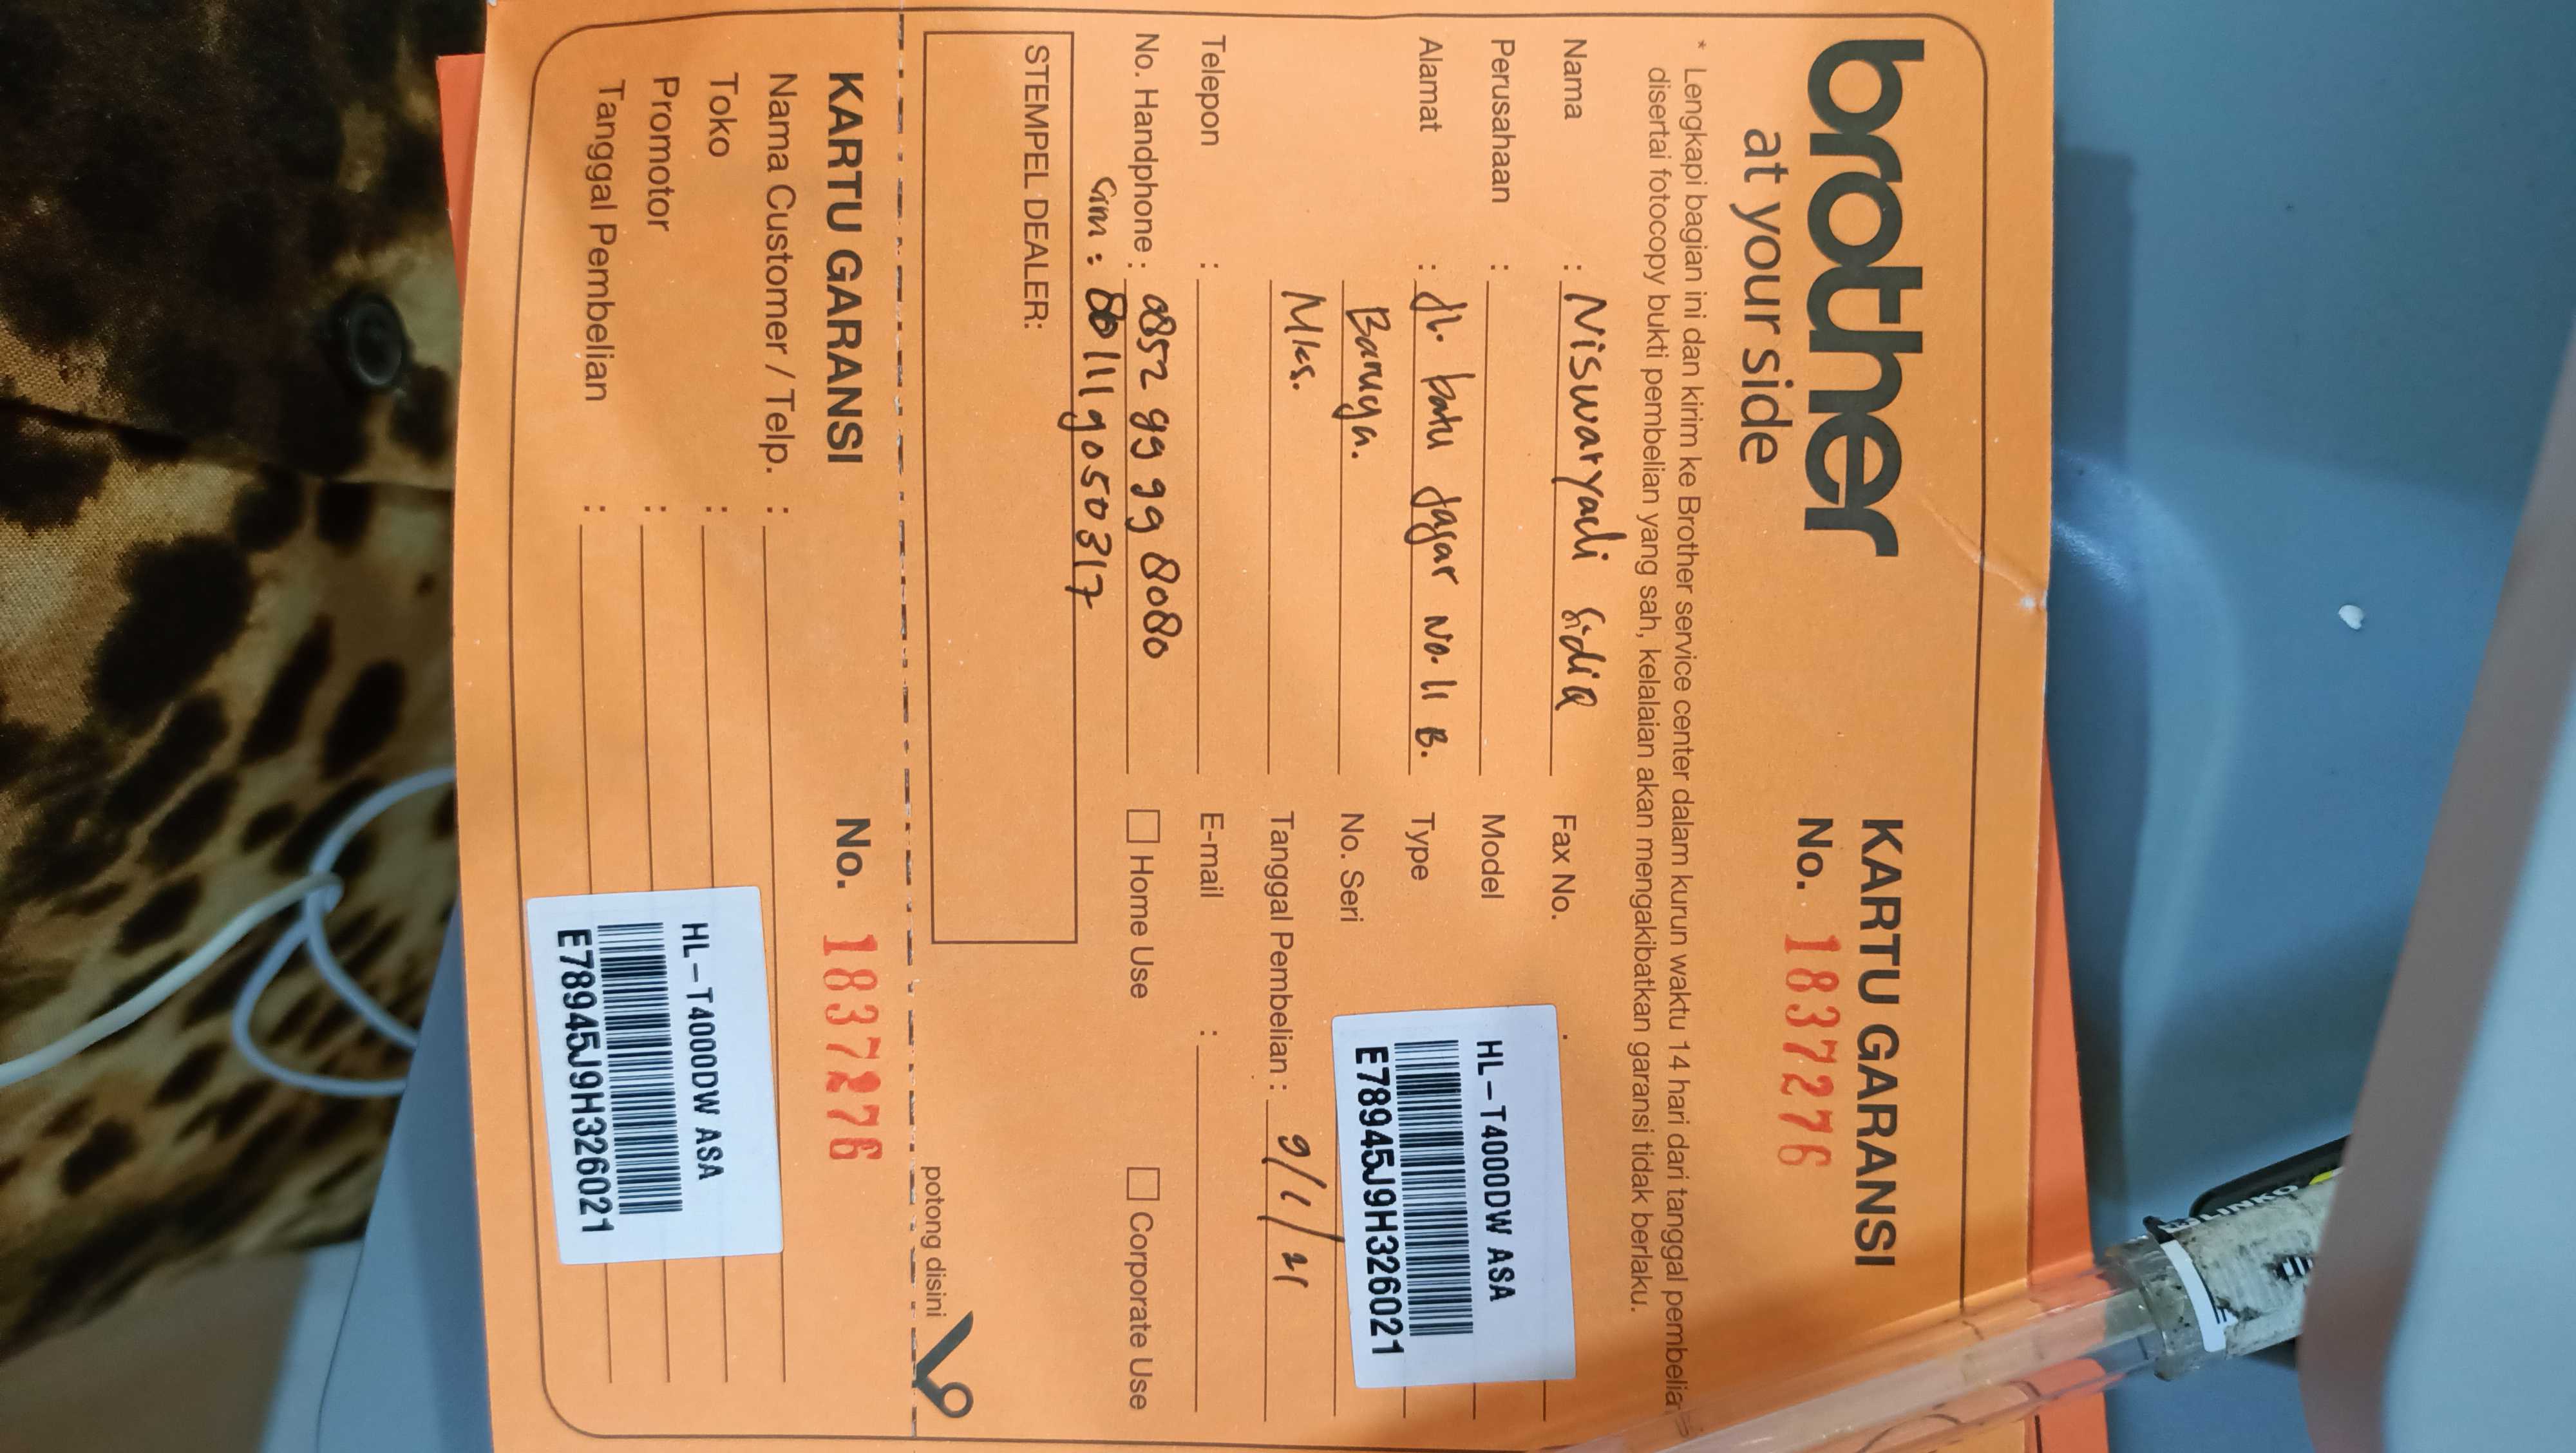 brother
at your side
KARTU GARANSI
No. 1837276
* Lengkapi bagian ini dan kirim ke Brother service center dalam kurun waktu 14 hari dari tanggal pembelian
disertai fotocopy bukti pembelian yang sah, kelalaian akan mengakibatkan garansi tidak berlaku.
Nama : Niswaryadi Sidiq
Perusahaan :
Alamat : Jl. batu Jagar No. 11 B.
Baruga.
Mks.
Telepon :
No. Handphone : 0852 99 99 8080
Sim : 801119050317
Fax No.
Model
Type
No. Seri
HL-T4000DW ASA
E78945J9H326021
Tanggal Pembelian : 9/1/21
E-mail :
Home Use
Corporate Use
STEMPEL DEALER:
potong disini
KARTU GARANSI
No. 1837276
Nama Customer / Telp. :
Toko :
Promotor :
Tanggal Pembelian :
HL-T4000DW ASA
E78945J9H326021